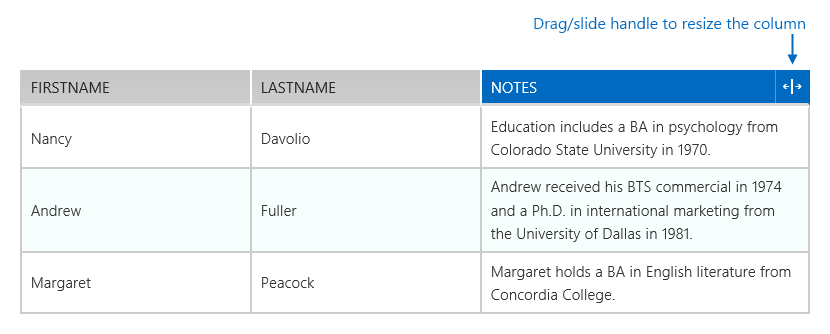 Drag/slide handle to resize the column
FIRSTNAME LASTNAME NOTES
Nancy Davolio Education includes a BA in psychology from
Colorado State University in 1970.
Andrew Fuller Andrew received his BTS commercial in 1974
and a Ph.D. in international marketing from
the University of Dallas in 1981.
Margaret Peacock Margaret holds a BA in English literature from
Concordia College.